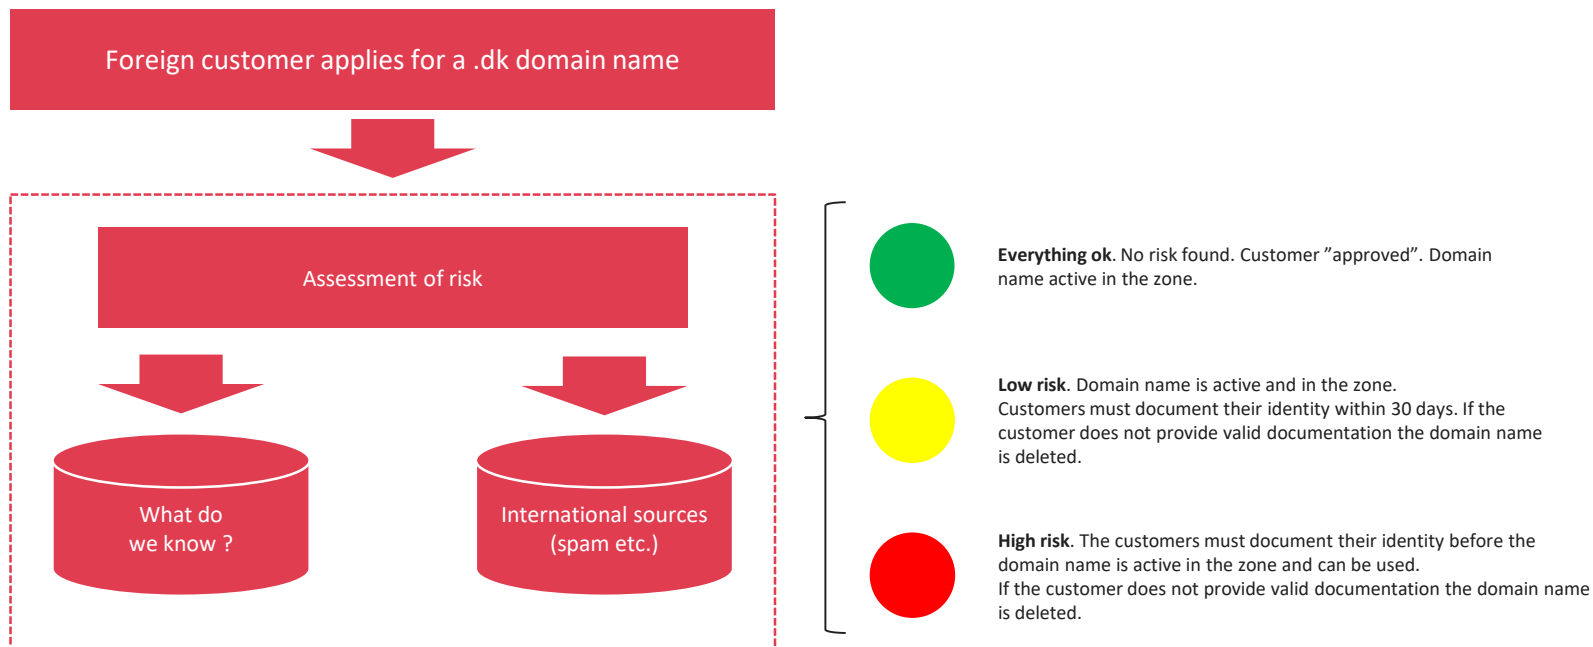 Foreign customer applies for a .dk domain name
Assessment of risk
What do
we know ?
International sources
(spam etc.)
Everything ok. No risk found. Customer ”approved”. Domain
name active in the zone.
Low risk. Domain name is active and in the zone.
Customers must document their identity within 30 days. If the
customer does not provide valid documentation the domain name
is deleted.
High risk. The customers must document their identity before the
domain name is active in the zone and can be used.
If the customer does not provide valid documentation the domain name
is deleted.